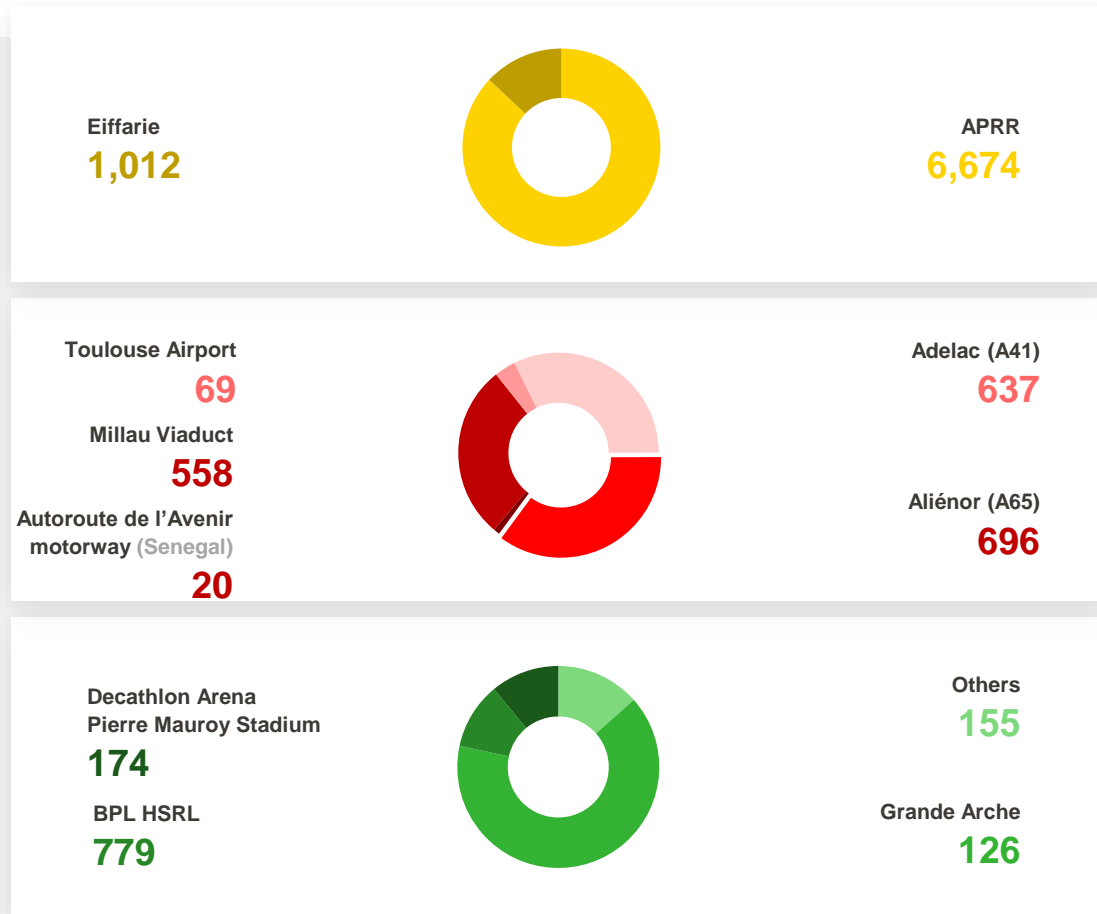 Eiffarie
1,012
APRR
6,674
Toulouse Airport
69
Millau Viaduct
558
Autoroute de l’Avenir
motorway (Senegal)
20
Adelac (A41)
637
Aliénor (A65)
696
Decathlon Arena
Pierre Mauroy Stadium
174
BPL HSRL
779
Others
155
Grande Arche
126